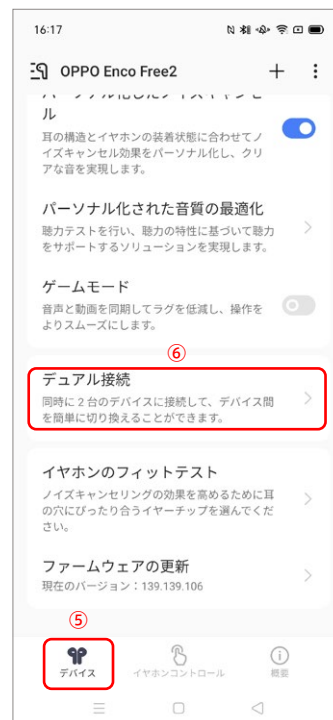 16:17
OPPO Enco Free2
ル
耳の構造とイヤホンの装着状態に合わせてノ
イズキャンセル効果をパーソナル化し、クリ
アな音を実現します。
パーソナル化された音質の最適化
聴力テストを行い、聴力の特性に基づいて聴力
をサポートするソリューションを実現します。
ゲームモード
音声と動画を同期してラグを低減し、操作を
よりスムーズにします。
⑥
デュアル接続
同時に 2 台のデバイスに接続して、デバイス間
を簡単に切り換えることができます。
イヤホンのフィットテスト
ノイズキャンセリングの効果を高めるために耳
の穴にぴったり合うイヤーチップを選んでくだ
さい。
ファームウェアの更新
現在のバージョン：139.139.106
⑤
デバイス
イヤホンコントロール
概要